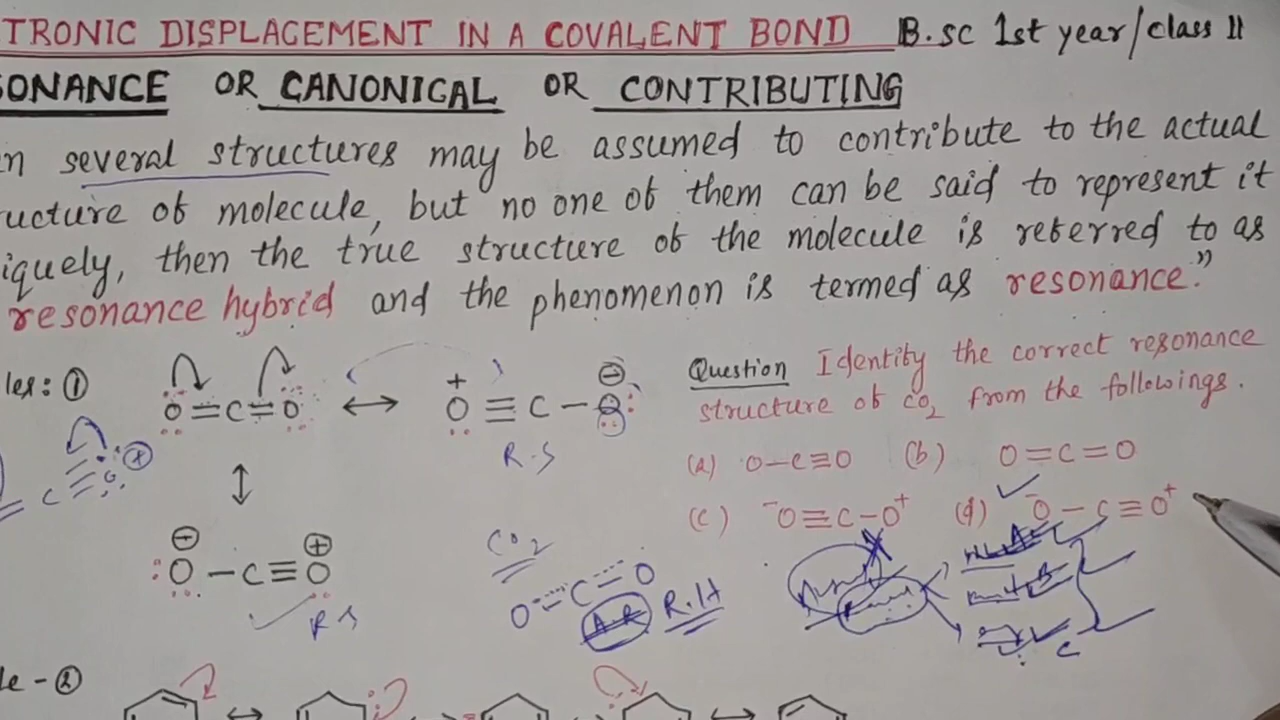 TRONIC DISPLACEMENT IN A COVALENT BOND B.sc 1st year/class 11
SONANCE OR CANONICAL OR CONTRIBUTING
n several structures may be assumed to contribute to the actual
ucture of molecule, but no one of them can be said to represent it
iquely, then the true structure of the molecule is referred to as
resonance hybrid and the phenomenon is termed as resonance."
les: ① O=C=O ↔ O⁺≡C-O⊖
R.S
C≡O⊕
↕
⊖:O-C≡O⊕
R.S
CO₂
O=C=O
A.R R.H
Question Identify the correct resonance
structure of CO₂ from the followings.
(a) O-C≡O (b) O=C=O
(c) ⁻O≡C-O⁺ (d) ⁻O-C≡O⁺
C
le-②